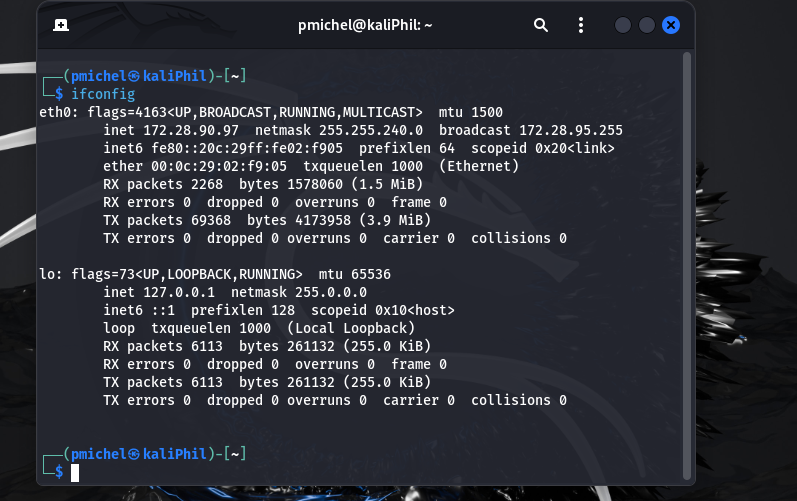 pmichel@kaliPhil: ~
┌──(pmichel㉿kaliPhil)-[~]
└─$ ifconfig
eth0: flags=4163<UP,BROADCAST,RUNNING,MULTICAST>  mtu 1500
        inet 172.28.90.97  netmask 255.255.240.0  broadcast 172.28.95.255
        inet6 fe80::20c:29ff:fe02:f905  prefixlen 64  scopeid 0x20<link>
        ether 00:0c:29:02:f9:05  txqueuelen 1000  (Ethernet)
        RX packets 2268  bytes 1578060 (1.5 MiB)
        RX errors 0  dropped 0  overruns 0  frame 0
        TX packets 69368  bytes 4173958 (3.9 MiB)
        TX errors 0  dropped 0 overruns 0  carrier 0  collisions 0
lo: flags=73<UP,LOOPBACK,RUNNING>  mtu 65536
        inet 127.0.0.1  netmask 255.0.0.0
        inet6 ::1  prefixlen 128  scopeid 0x10<host>
        loop  txqueuelen 1000  (Local Loopback)
        RX packets 6113  bytes 261132 (255.0 KiB)
        RX errors 0  dropped 0  overruns 0  frame 0
        TX packets 6113  bytes 261132 (255.0 KiB)
        TX errors 0  dropped 0 overruns 0  carrier 0  collisions 0
┌──(pmichel㉿kaliPhil)-[~]
└─$